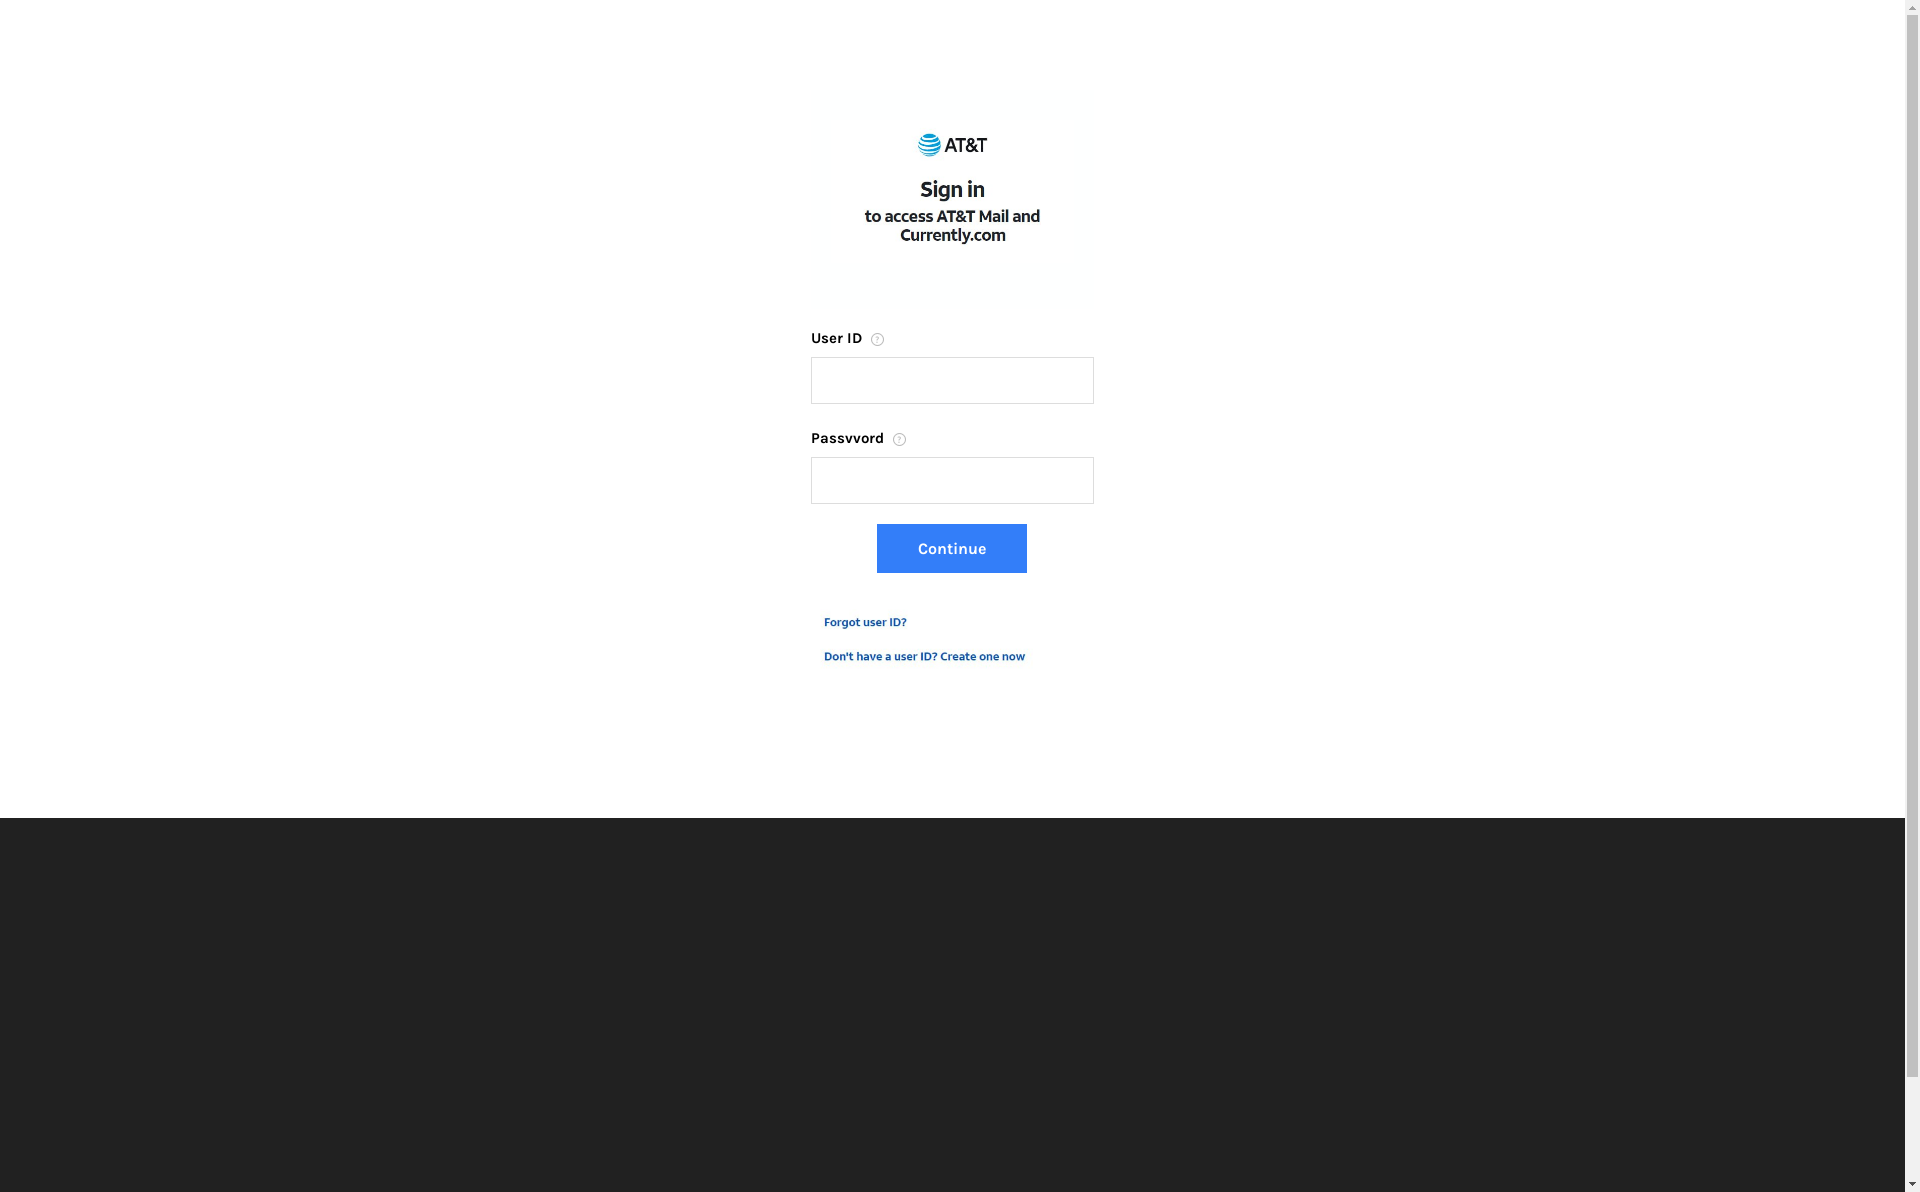 AT&T
Sign in
to access AT&T Mail and
Currently.com
User ID ?
Passvvord ?
Continue
Forgot user ID?
Don't have a user ID? Create one now